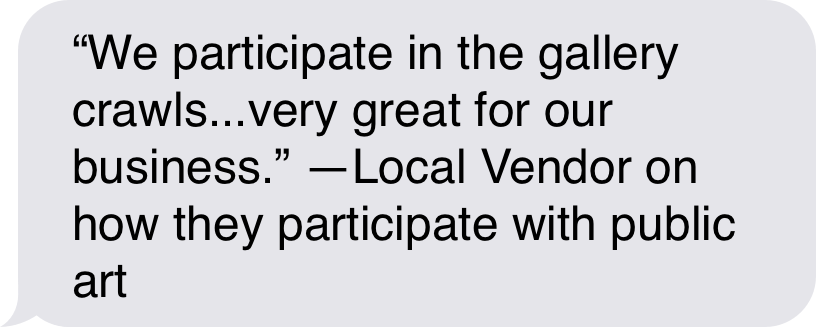 “We participate in the gallery
crawls...very great for our
business.” —Local Vendor on
how they participate with public
art